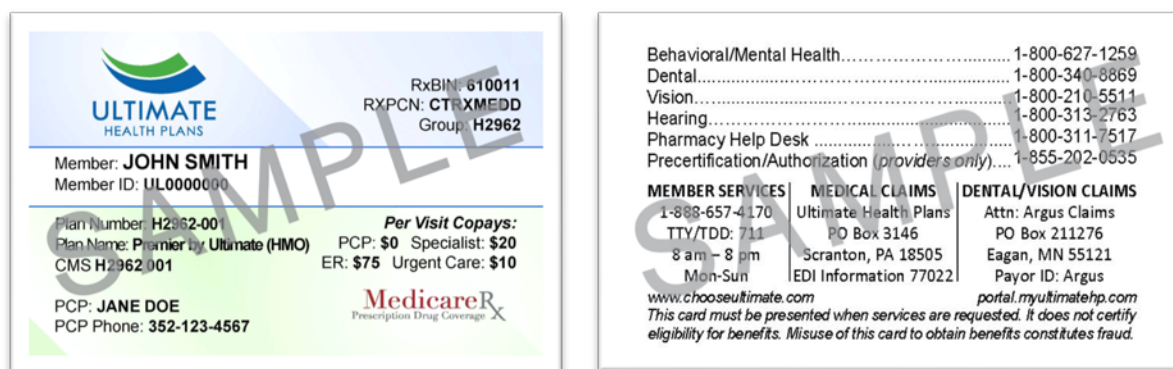 ULTIMATE
HEALTH PLANS
RxBIN: 610011
RXPCN: CTRXMEDD
Group: H2962
Member: JOHN SMITH
Member ID: UL0000000
Plan Number: H2962-001
Plan Name: Premier by Ultimate (HMO)
CMS H2962 001
Per Visit Copays:
PCP: $0 Specialist: $20
ER: $75 Urgent Care: $10
PCP: JANE DOE
PCP Phone: 352-123-4567
MedicareRx
Prescription Drug Coverage
SAMPLE
Behavioral/Mental Health........................... 1-800-627-1259
Dental........................................................ 1-800-340-8869
Vision........................................................ 1-800-210-5511
Hearing...................................................... 1-800-313-2763
Pharmacy Help Desk ................................. 1-800-311-7517
Precertification/Authorization (providers only).... 1-855-202-0535
MEMBER SERVICES
1-888-657-4170
TTY/TDD: 711
8 am – 8 pm
Mon-Sun
MEDICAL CLAIMS
Ultimate Health Plans
PO Box 3146
Scranton, PA 18505
EDI Information 77022
DENTAL/VISION CLAIMS
Attn: Argus Claims
PO Box 211276
Eagan, MN 55121
Payor ID: Argus
www.chooseultimate.com portal.myultimatehp.com
This card must be presented when services are requested. It does not certify
eligibility for benefits. Misuse of this card to obtain benefits constitutes fraud.
SAMPLE